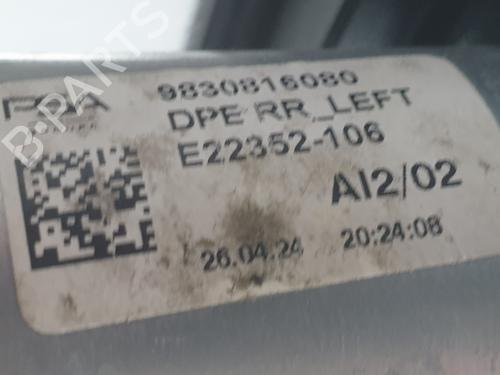 PSA 9830816080
DPE RR_LEFT
E22352-106
AI2/02
26.04.24 20:24:08
B-PARTS